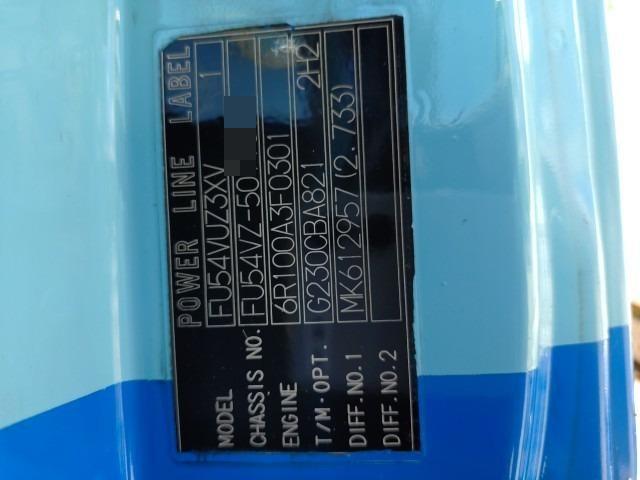 POWER LINE LABEL
MODEL FU54VUZ3XV 1
CHASSIS NO. FU54VZ-50
ENGINE 6R100A3F0301
T/M·OPT. G230CBA821 2H2
DIFF.NO.1 MK612957(2.733)
DIFF.NO.2